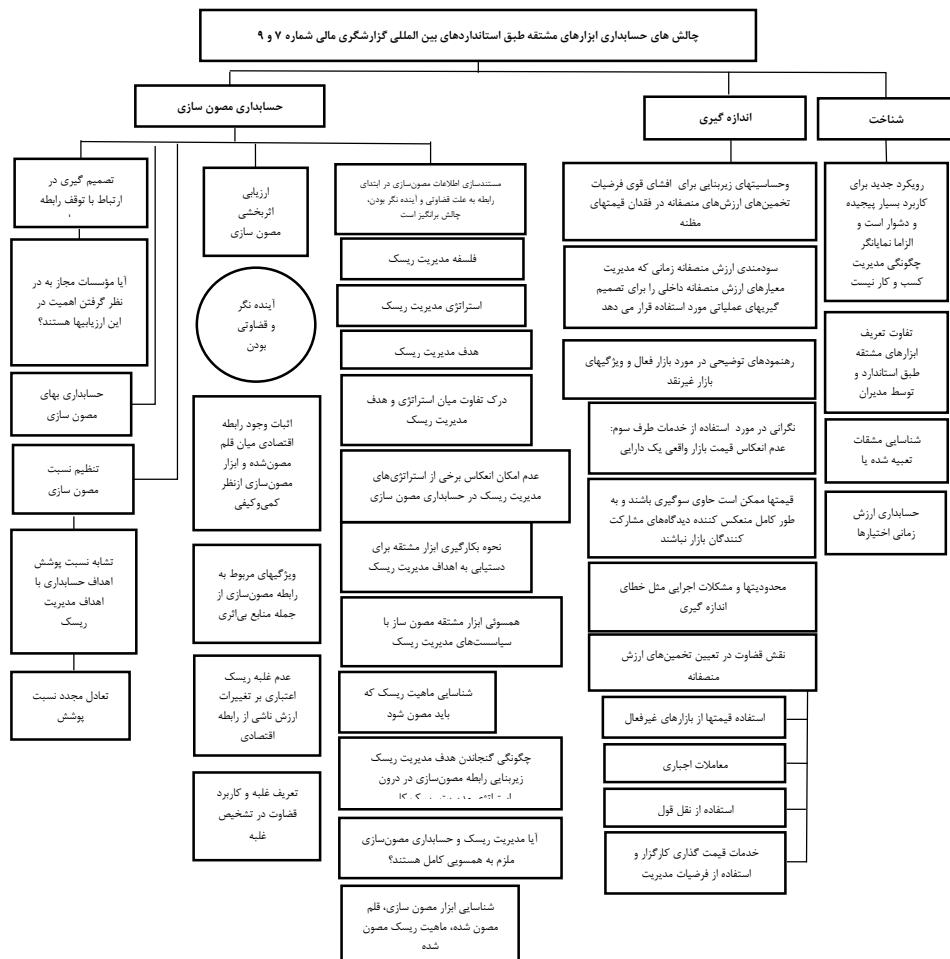 چالش های حسابداری ابزارهای مشتقه طبق استانداردهای بین المللی گزارشگری مالی شماره ۷ و ۹
شناخت
رویکرد جدید برای
کاربرد بسیار پیچیده
و دشوار است و
الزاما نمایانگر
چگونگی مدیریت
کسب و کار نیست
تفاوت تعریف
ابزارهای مشتقه
طبق استاندارد و
توسط مدیران
شناسایی مشقات
تعبیه شده یا
حسابداری ارزش
زمانی اختیارها
اندازه گیری
وحساسیتهای زیربنایی برای افشای قوی فرضیات
تخمین‌های ارزش‌های منصفانه در فقدان قیمتهای
مظنه
سودمندی ارزش منصفانه زمانی که مدیریت
معیارهای ارزش منصفانه داخلی را برای تصمیم
گیریهای عملیاتی مورد استفاده قرار می دهد
رهنمودهای توضیحی در مورد بازار فعال و ویژگیهای
بازار غیرنقد
نگرانی در مورد استفاده از خدمات طرف سوم:
عدم انعکاس قیمت بازار واقعی یک دارایی
قیمتها ممکن است حاوی سوگیری باشند و به
طور کامل منعکس کننده دیدگاه‌های مشارکت
کنندگان بازار نباشند
محدودیتها و مشکلات اجرایی مثل خطای
اندازه گیری
نقش قضاوت در تعیین تخمین‌های ارزش
منصفانه
استفاده قیمتها از بازارهای غیرفعال
معاملات اجباری
استفاده از نقل قول
خدمات قیمت گذاری کارگزار و
استفاده از فرضیات مدیریت
حسابداری مصون سازی
مستندسازی اطلاعات مصون‌سازی در ابتدای
رابطه به علت قضاوتی و آینده نگر بودن،
چالش برانگیز است
فلسفه مدیریت ریسک
استراتژی مدیریت ریسک
هدف مدیریت ریسک
درک تفاوت میان استراتژی و هدف
مدیریت ریسک
عدم امکان انعکاس برخی از استراتژی‌های
مدیریت ریسک در حسابداری مصون سازی
نحوه بکارگیری ابزار مشتقه برای
دستیابی به اهداف مدیریت ریسک
همسوئی ابزار مشتقه مصون ساز با
سیاسست‌های مدیریت ریسک
شناسایی ماهیت ریسک که
باید مصون شود
چگونگی گنجاندن هدف مدیریت ریسک
زیربنایی رابطه مصون‌سازی در درون
آیا مدیریت ریسک و حسابداری مصون‌سازی
ملزم به همسویی کامل هستند؟
شناسایی ابزار مصون سازی، قلم
مصون شده، ماهیت ریسک مصون
شده
ارزیابی
اثربخشی
مصون سازی
آینده نگر
و قضاوتی
بودن
اثبات وجود رابطه
اقتصادی میان قلم
مصون‌شده و ابزار
مصون‌سازی ازنظر
کمی‌وکیفی
ویژگیهای مربوط به
رابطه مصون‌سازی از
جمله منابع بی‌اثری
عدم غلبه ریسک
اعتباری بر تغییرات
ارزش ناشی از رابطه
اقتصادی
تعریف غلبه و کاربرد
قضاوت در تشخیص
غلبه
تصمیم گیری در
ارتباط با توقف رابطه
آیا مؤسسات مجاز به در
نظر گرفتن اهمیت در
این ارزیابیها هستند؟
حسابداری بهای
مصون سازی
تنظیم نسبت
مصون سازی
تشابه نسبت پوشش
اهداف حسابداری با
اهداف مدیریت
ریسک
تعادل مجدد نسبت
پوشش